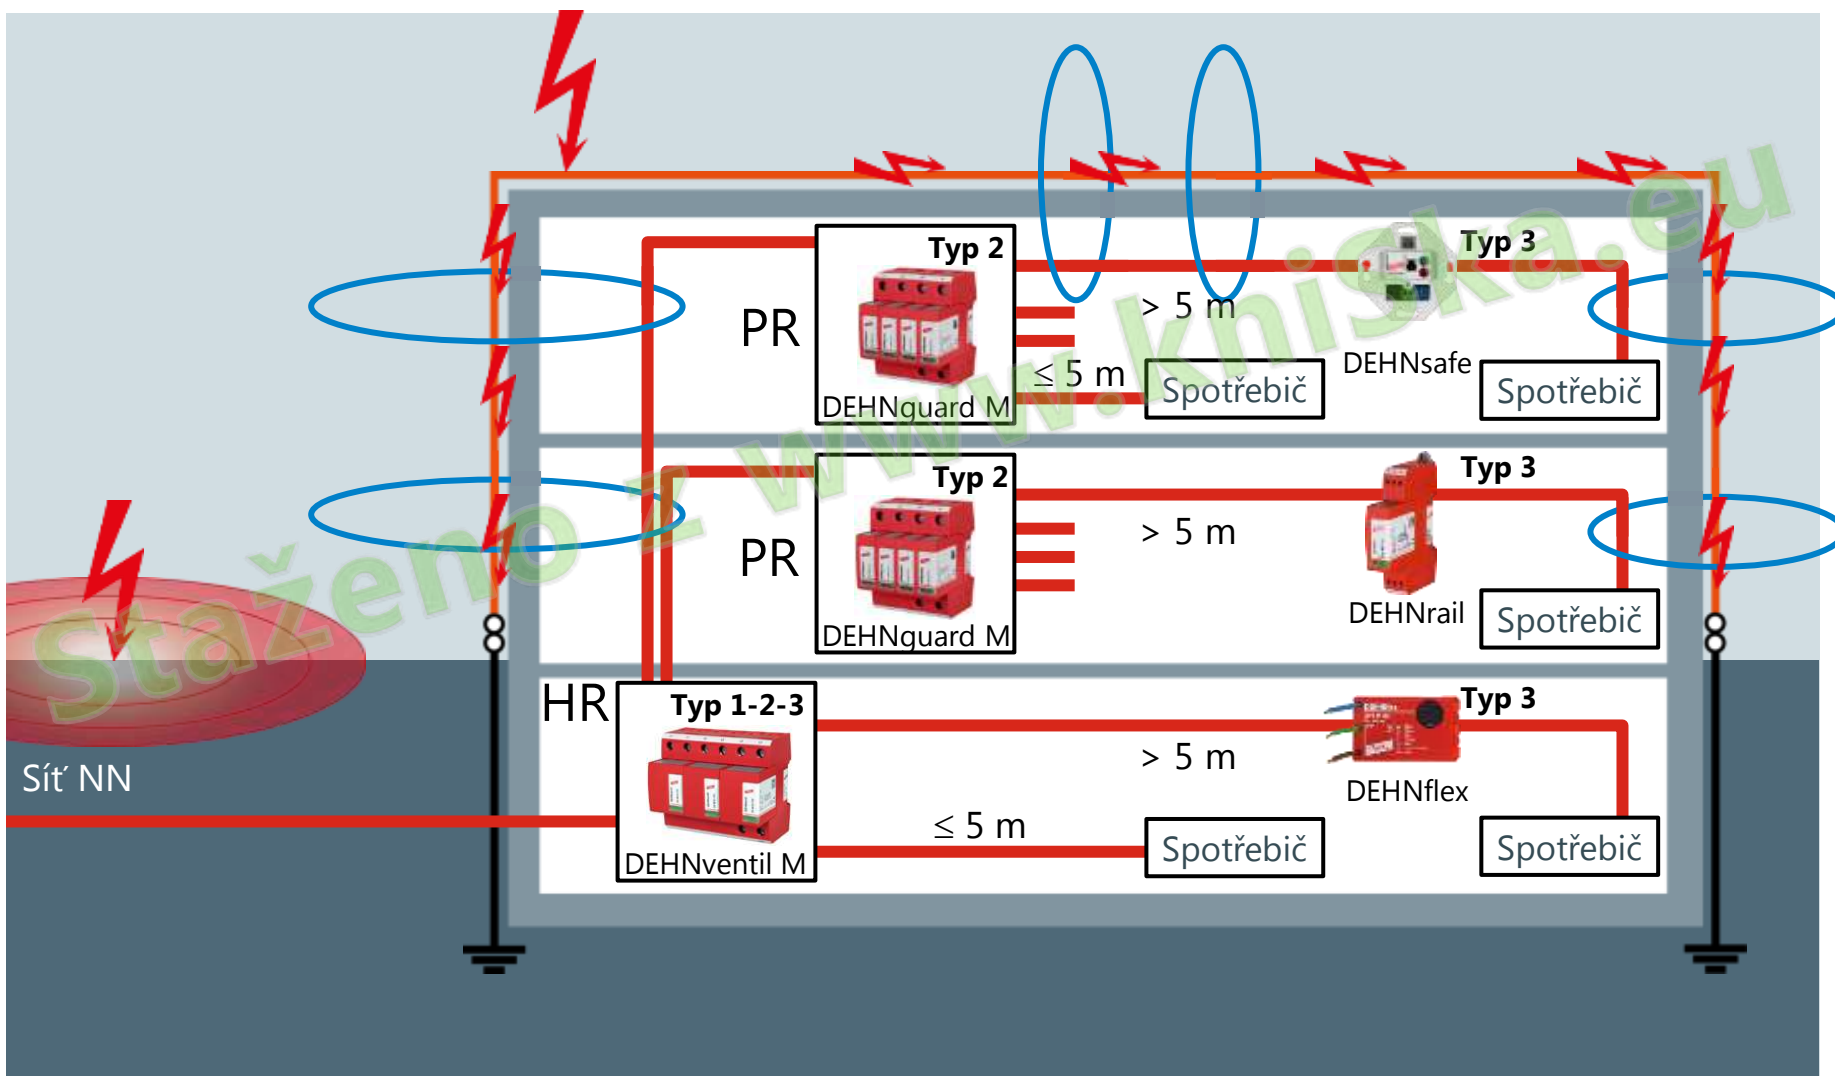 Typ 2
Typ 3
PR
> 5 m
≤ 5 m
DEHNsafe
Spotřebič
Spotřebič
DEHNguard M
Typ 2
Typ 3
PR
> 5 m
DEHNrail
Spotřebič
DEHNguard M
HR
Typ 1-2-3
Typ 3
> 5 m
DEHNflex
Síť NN
≤ 5 m
Spotřebič
Spotřebič
DEHNventil M
Staženo z www.kniska.eu